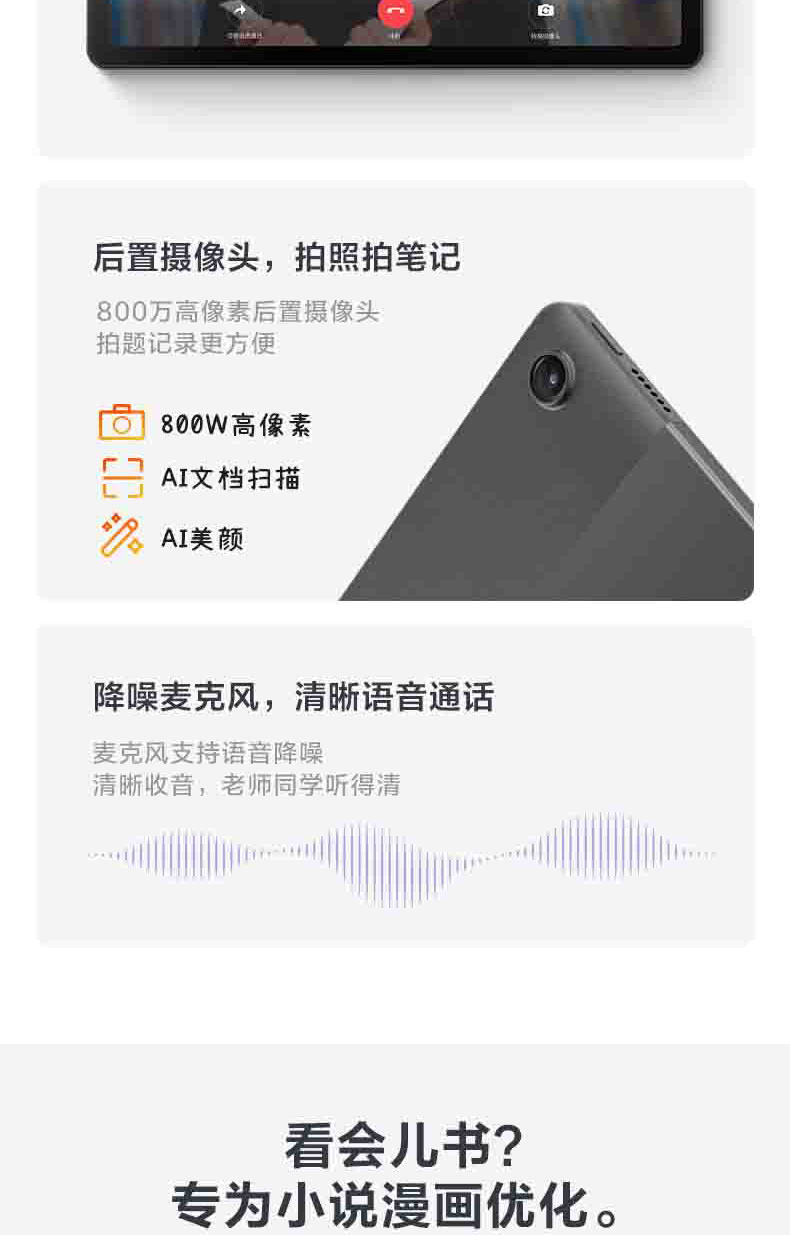 后置摄像头，拍照拍笔记
800万高像素后置摄像头
拍题记录更方便
800W高像素
AI文档扫描
AI美颜
降噪麦克风，清晰语音通话
麦克风支持语音降噪
清晰收音，老师同学听得清
看会儿书？
专为小说漫画优化。